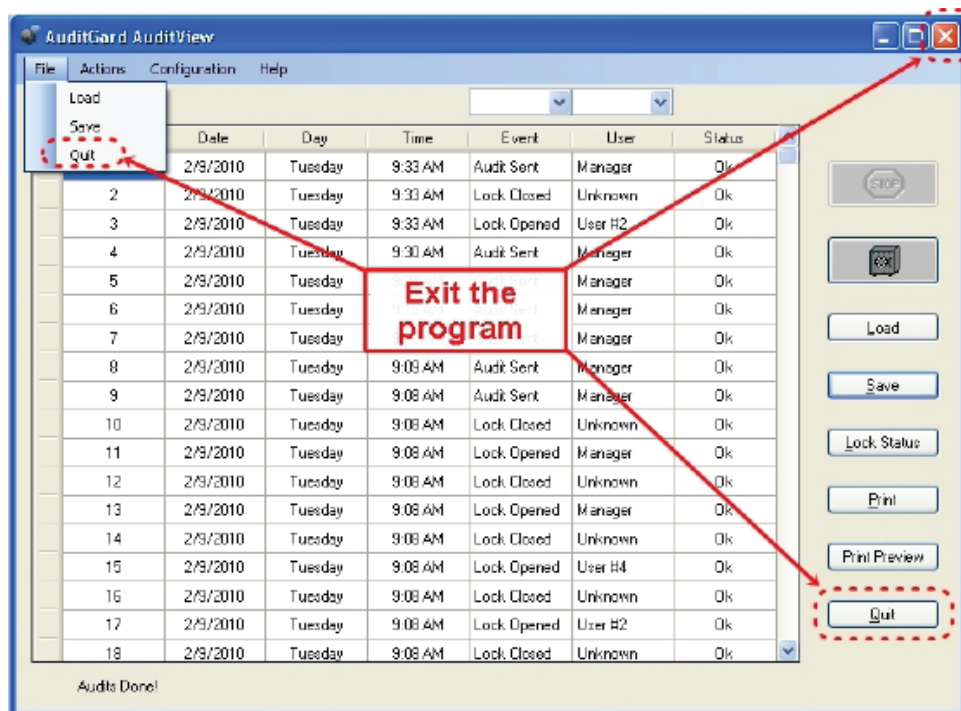 AuditGard AuditView
File Actions Configuration Help
Load
Save
Quit
Date Day Time Event User Status
2/9/2010 Tuesday 9:33 AM Audit Sent Manager Ok
2 2/9/2010 Tuesday 9:33 AM Lock Closed Unknown Ok
3 2/9/2010 Tuesday 9:33 AM Lock Opened User #2 Ok
4 2/9/2010 Tuesday 9:30 AM Audit Sent Manager Ok
5 2/9/2010 Tuesday Manager Ok
6 2/9/2010 Tuesday Manager Ok
7 2/9/2010 Tuesday Manager Ok
8 2/9/2010 Tuesday 9:09 AM Audit Sent Manager Ok
9 2/9/2010 Tuesday 9:08 AM Audit Sent Manager Ok
10 2/9/2010 Tuesday 9:08 AM Lock Closed Unknown Ok
11 2/9/2010 Tuesday 9:08 AM Lock Opened Manager Ok
12 2/9/2010 Tuesday 9:08 AM Lock Closed Unknown Ok
13 2/9/2010 Tuesday 9:08 AM Lock Opened Manager Ok
14 2/9/2010 Tuesday 9:08 AM Lock Closed Unknown Ok
15 2/9/2010 Tuesday 9:08 AM Lock Opened User #4 Ok
16 2/9/2010 Tuesday 9:08 AM Lock Closed Unknown Ok
17 2/9/2010 Tuesday 9:08 AM Lock Opened User #2 Ok
18 2/9/2010 Tuesday 9:08 AM Lock Closed Unknown Ok
Exit the
program
STOP
Load
Save
Lock Status
Print
Print Preview
Quit
Audits Done!